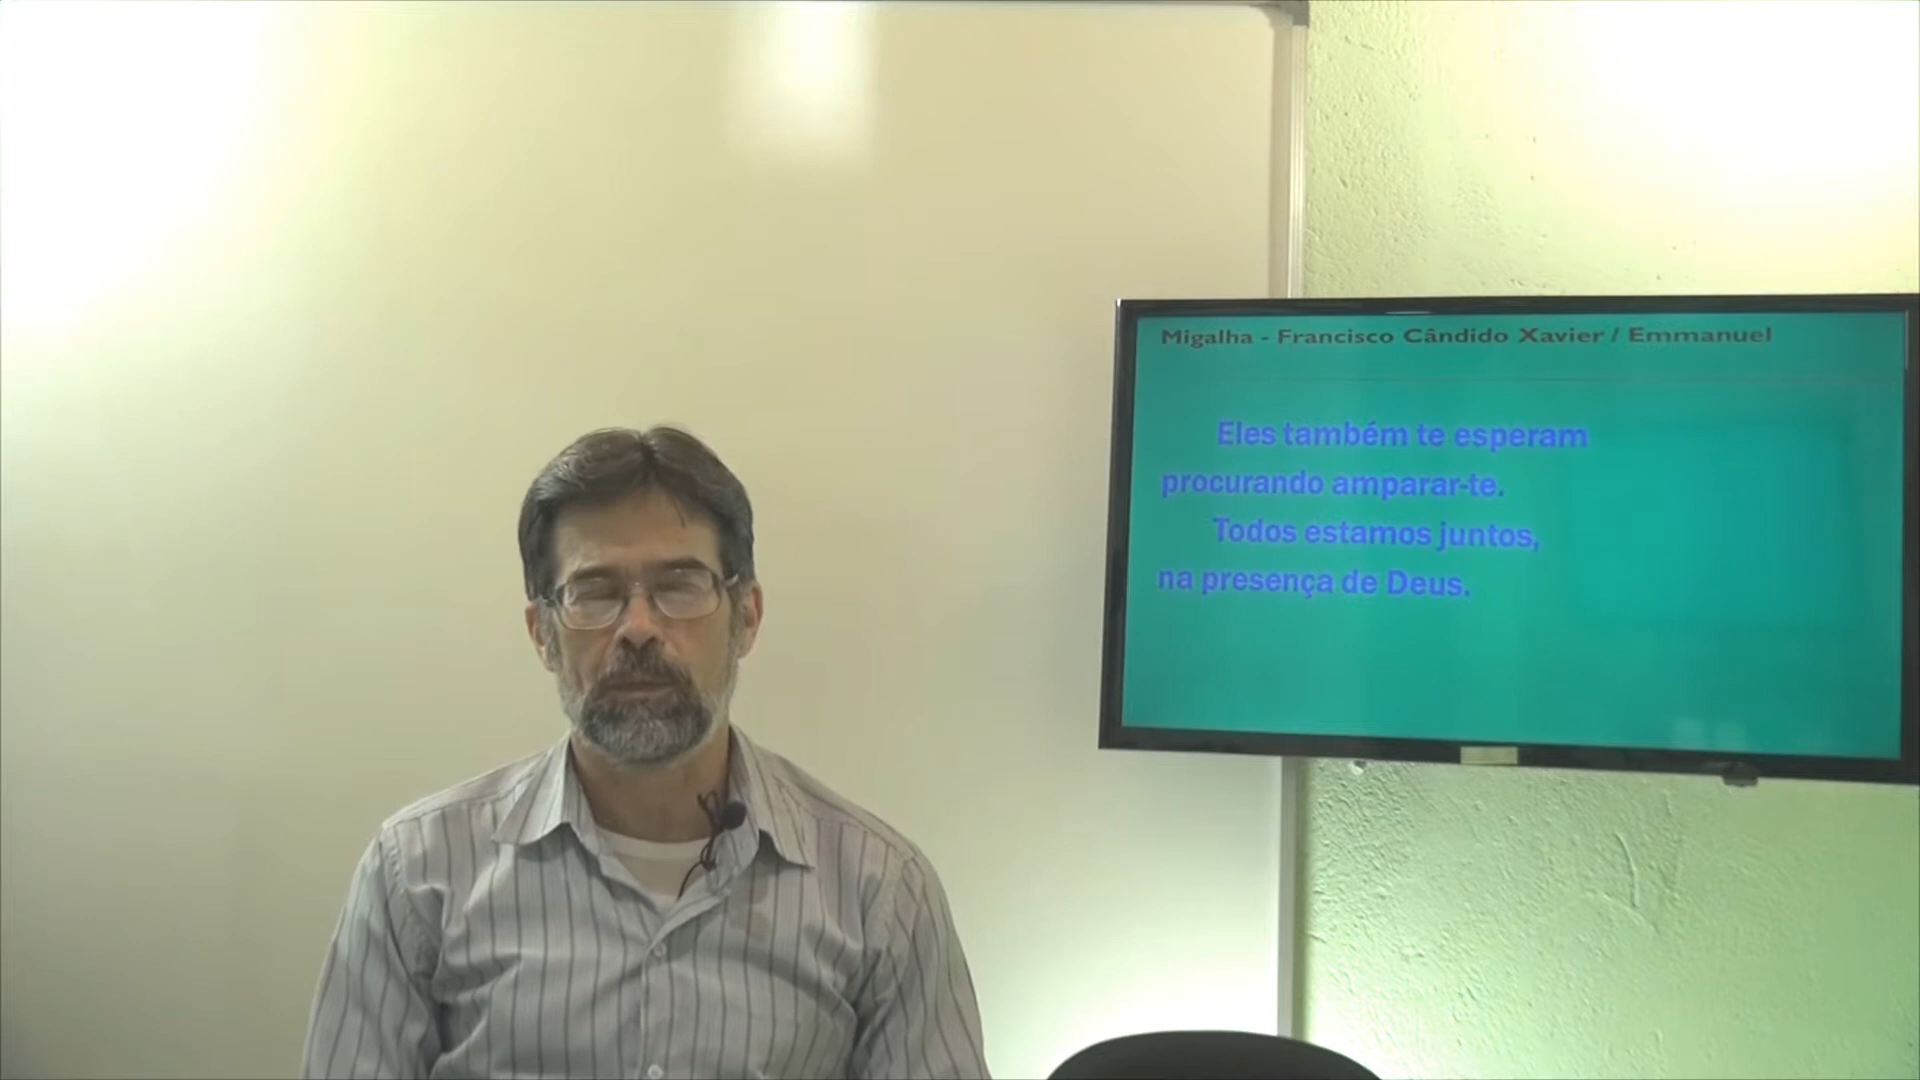 Migalha - Francisco Cândido Xavier / Emmanuel
Eles também te esperam
procurando amparar-te.
Todos estamos juntos,
na presença de Deus.